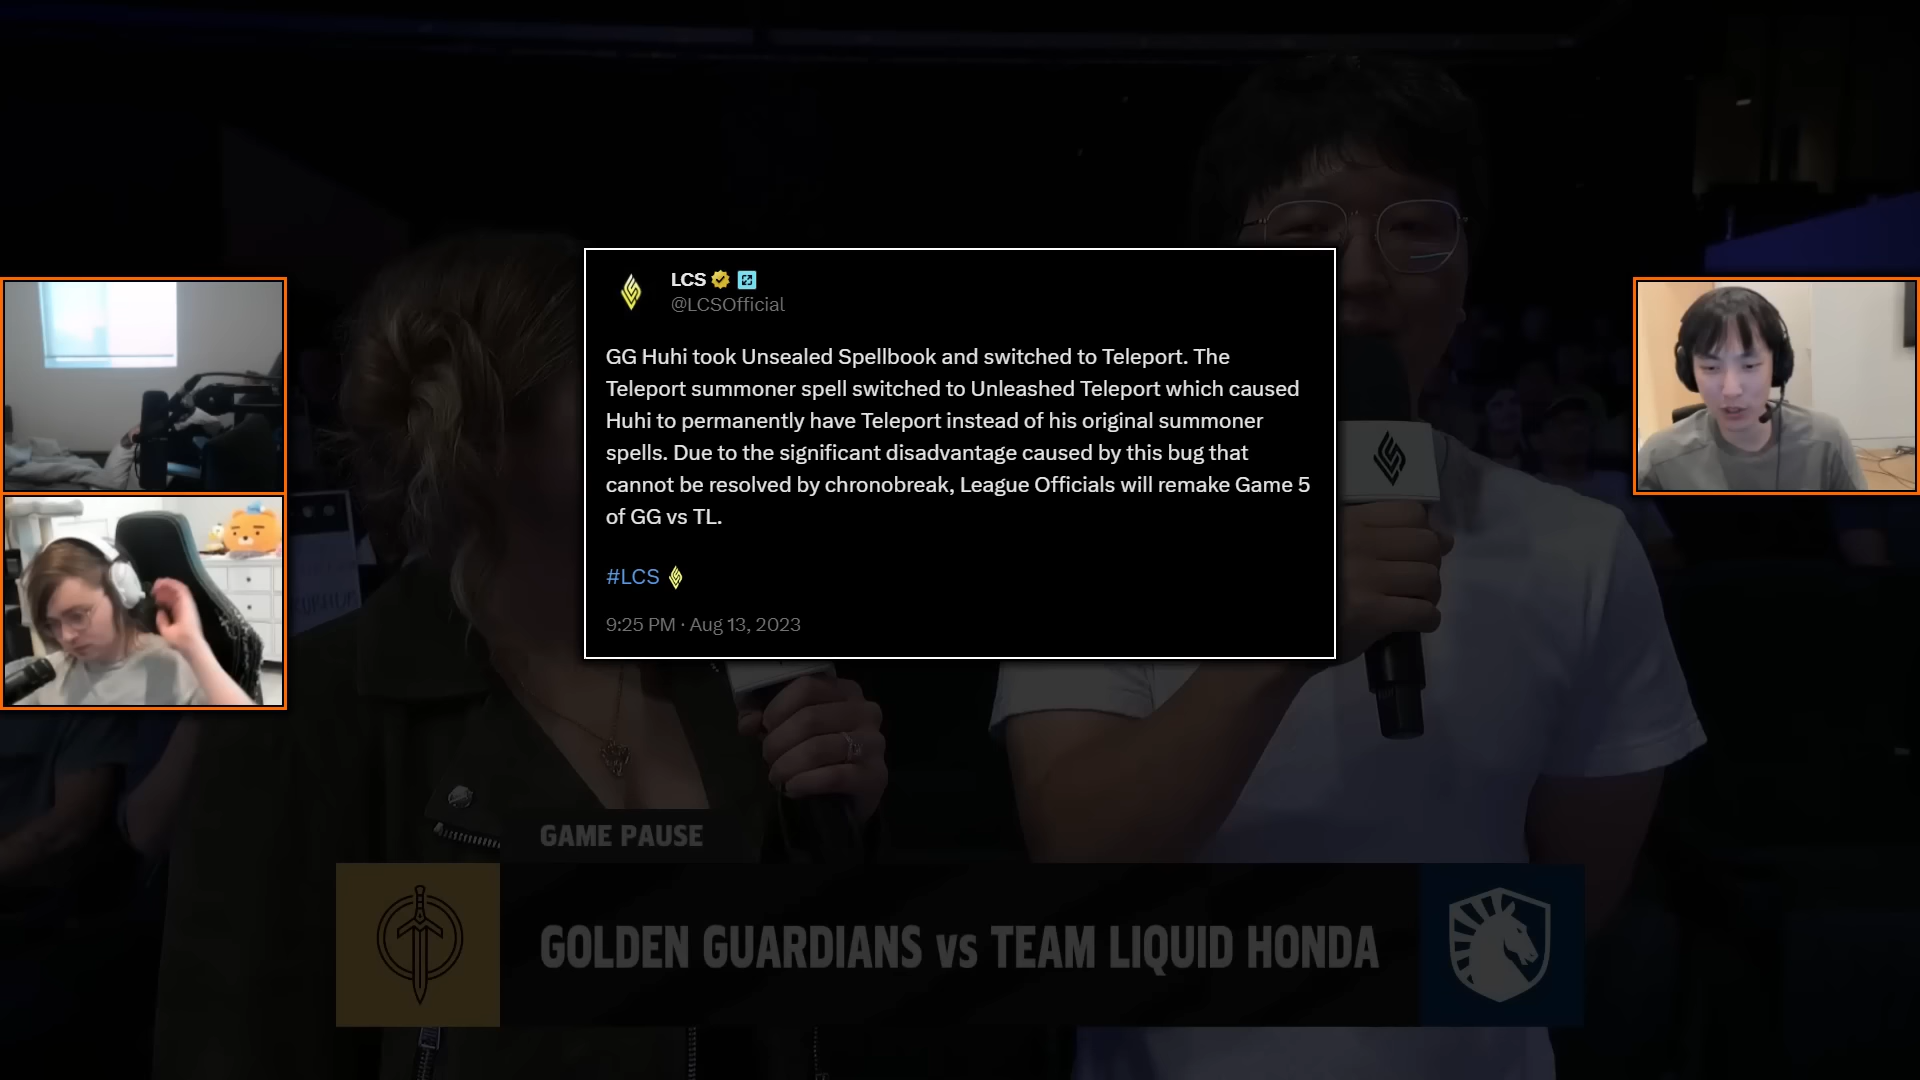 LCS
@LCSOfficial
GG Huhi took Unsealed Spellbook and switched to Teleport. The
Teleport summoner spell switched to Unleashed Teleport which caused
Huhi to permanently have Teleport instead of his original summoner
spells. Due to the significant disadvantage caused by this bug that
cannot be resolved by chronobreak, League Officials will remake Game 5
of GG vs TL.
#LCS
9:25 PM · Aug 13, 2023
GAME PAUSE
GOLDEN GUARDIANS vs TEAM LIQUID HONDA